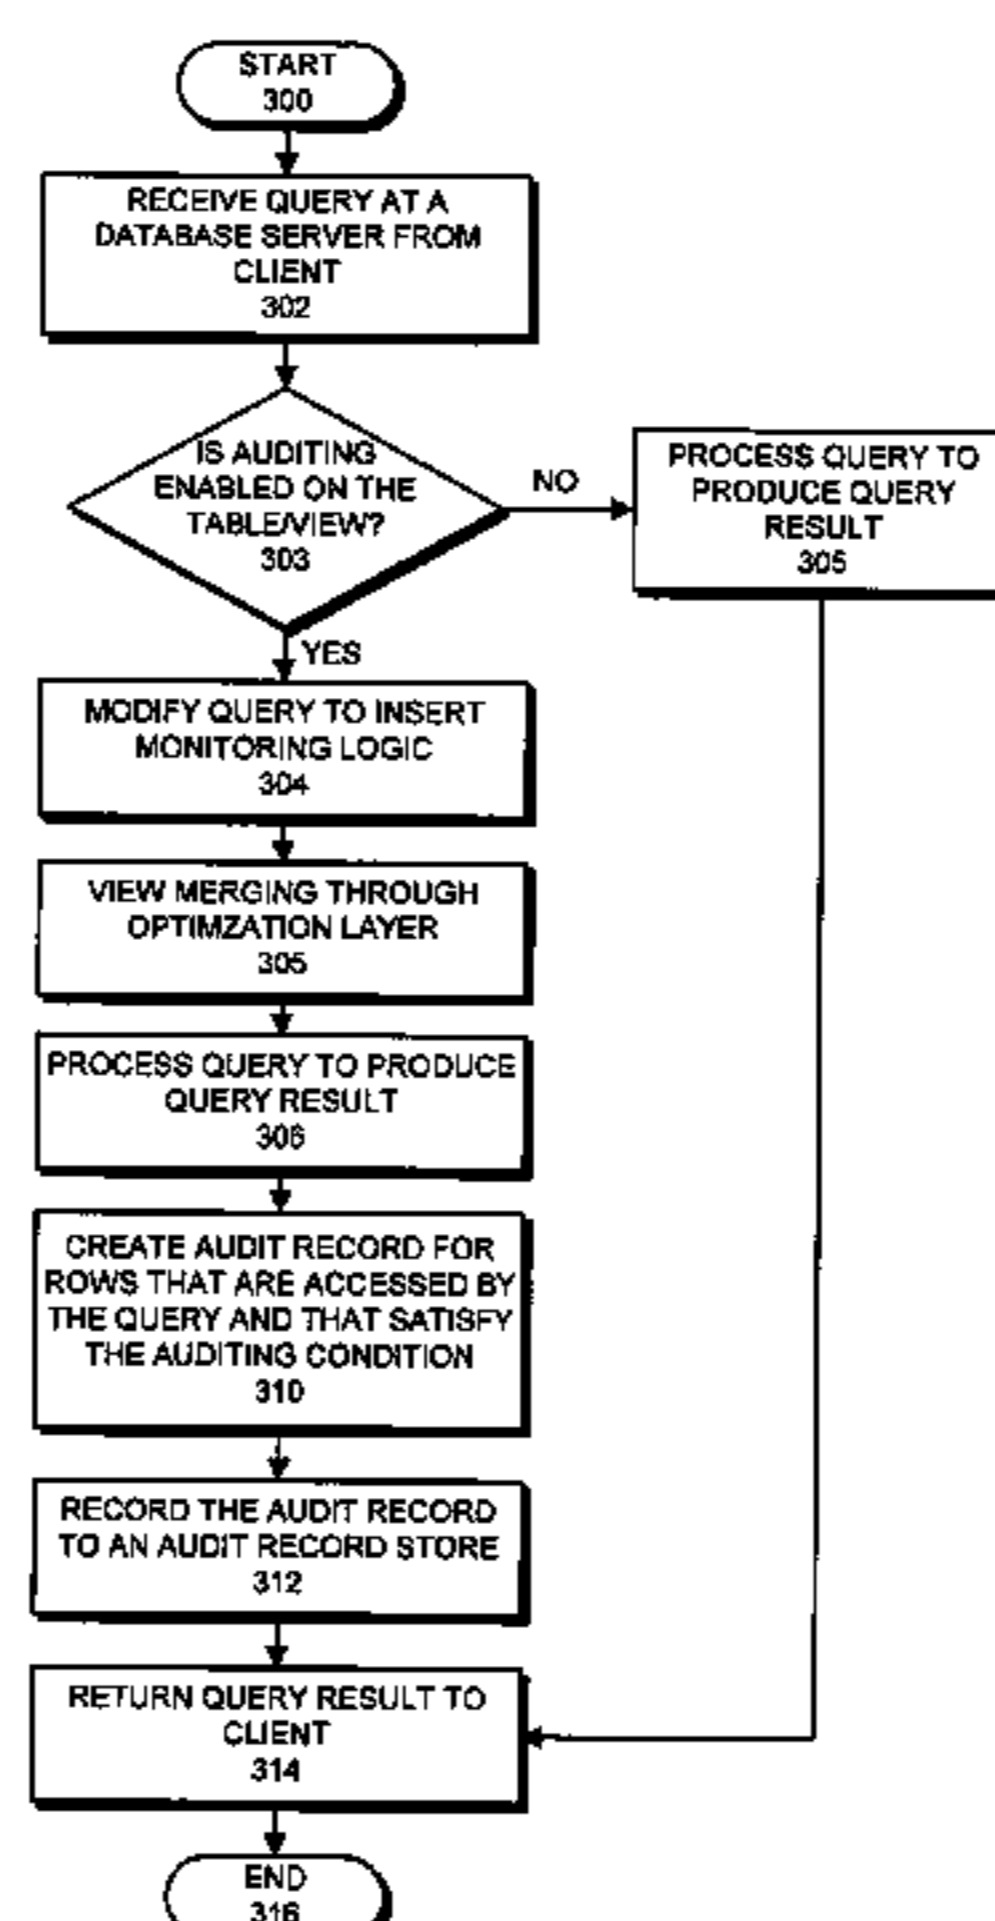 START
300
RECEIVE QUERY AT A
DATABASE SERVER FROM
CLIENT
302
IS AUDITING
ENABLED ON THE
TABLE/VIEW?
303
NO
PROCESS QUERY TO
PRODUCE QUERY
RESULT
305
YES
MODIFY QUERY TO INSERT
MONITORING LOGIC
304
VIEW MERGING THROUGH
OPTIMZATION LAYER
305
PROCESS QUERY TO PRODUCE
QUERY RESULT
306
CREATE AUDIT RECORD FOR
ROWS THAT ARE ACCESSED BY
THE QUERY AND THAT SATISFY
THE AUDITING CONDITION
310
RECORD THE AUDIT RECORD
TO AN AUDIT RECORD STORE
312
RETURN QUERY RESULT TO
CLIENT
314
END
316